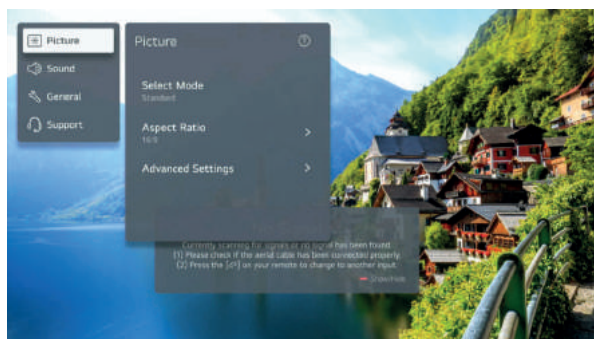 Picture
Sound
General
Support
Picture
Select Mode
Standard
Aspect Ratio
16:9
Advanced Settings
Currently scanning for signals or no signal has been found.
(1) Please check if the aerial cable has been connected properly.
(2) Press the [ ] on your remote to change to another input.